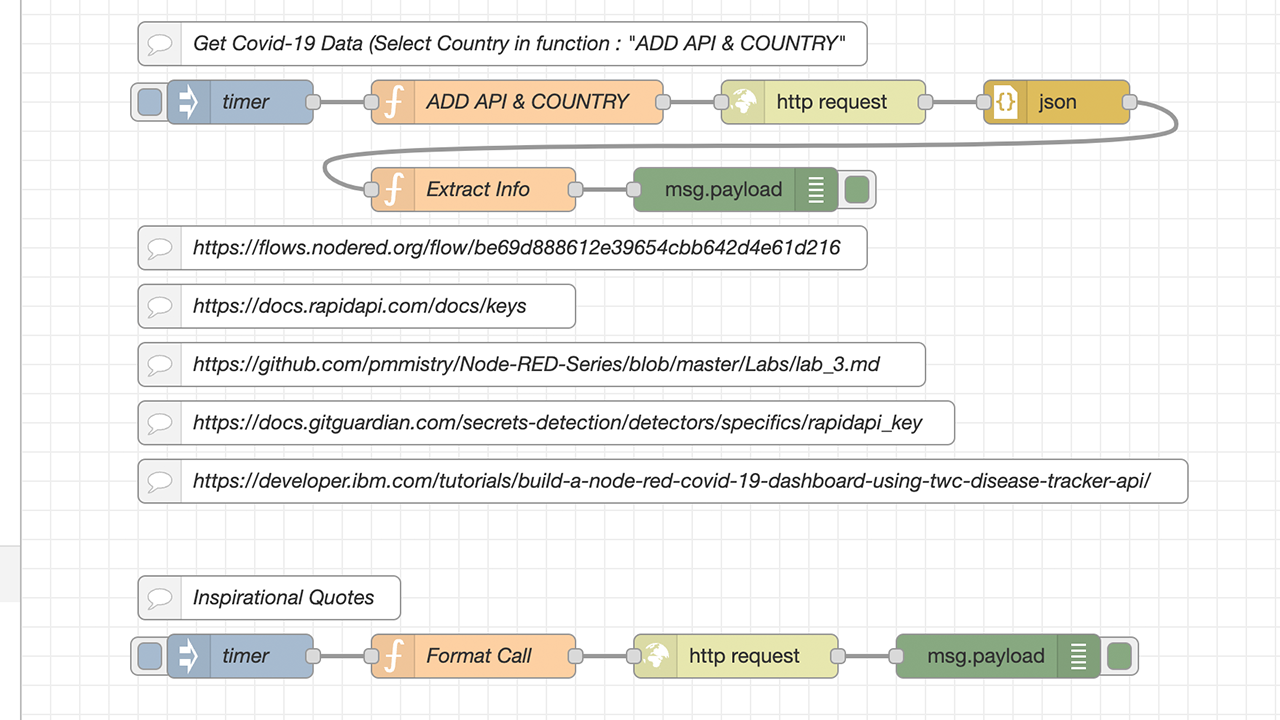 Get Covid-19 Data (Select Country in function : "ADD API & COUNTRY"
timer ADD API & COUNTRY http request json
Extract Info msg.payload
https://flows.nodered.org/flow/be69d888612e39654cbb642d4e61d216
https://docs.rapidapi.com/docs/keys
https://github.com/pmmistry/Node-RED-Series/blob/master/Labs/lab_3.md
https://docs.gitguardian.com/secrets-detection/detectors/specifics/rapidapi_key
https://developer.ibm.com/tutorials/build-a-node-red-covid-19-dashboard-using-twc-disease-tracker-api/
Inspirational Quotes
timer Format Call http request msg.payload